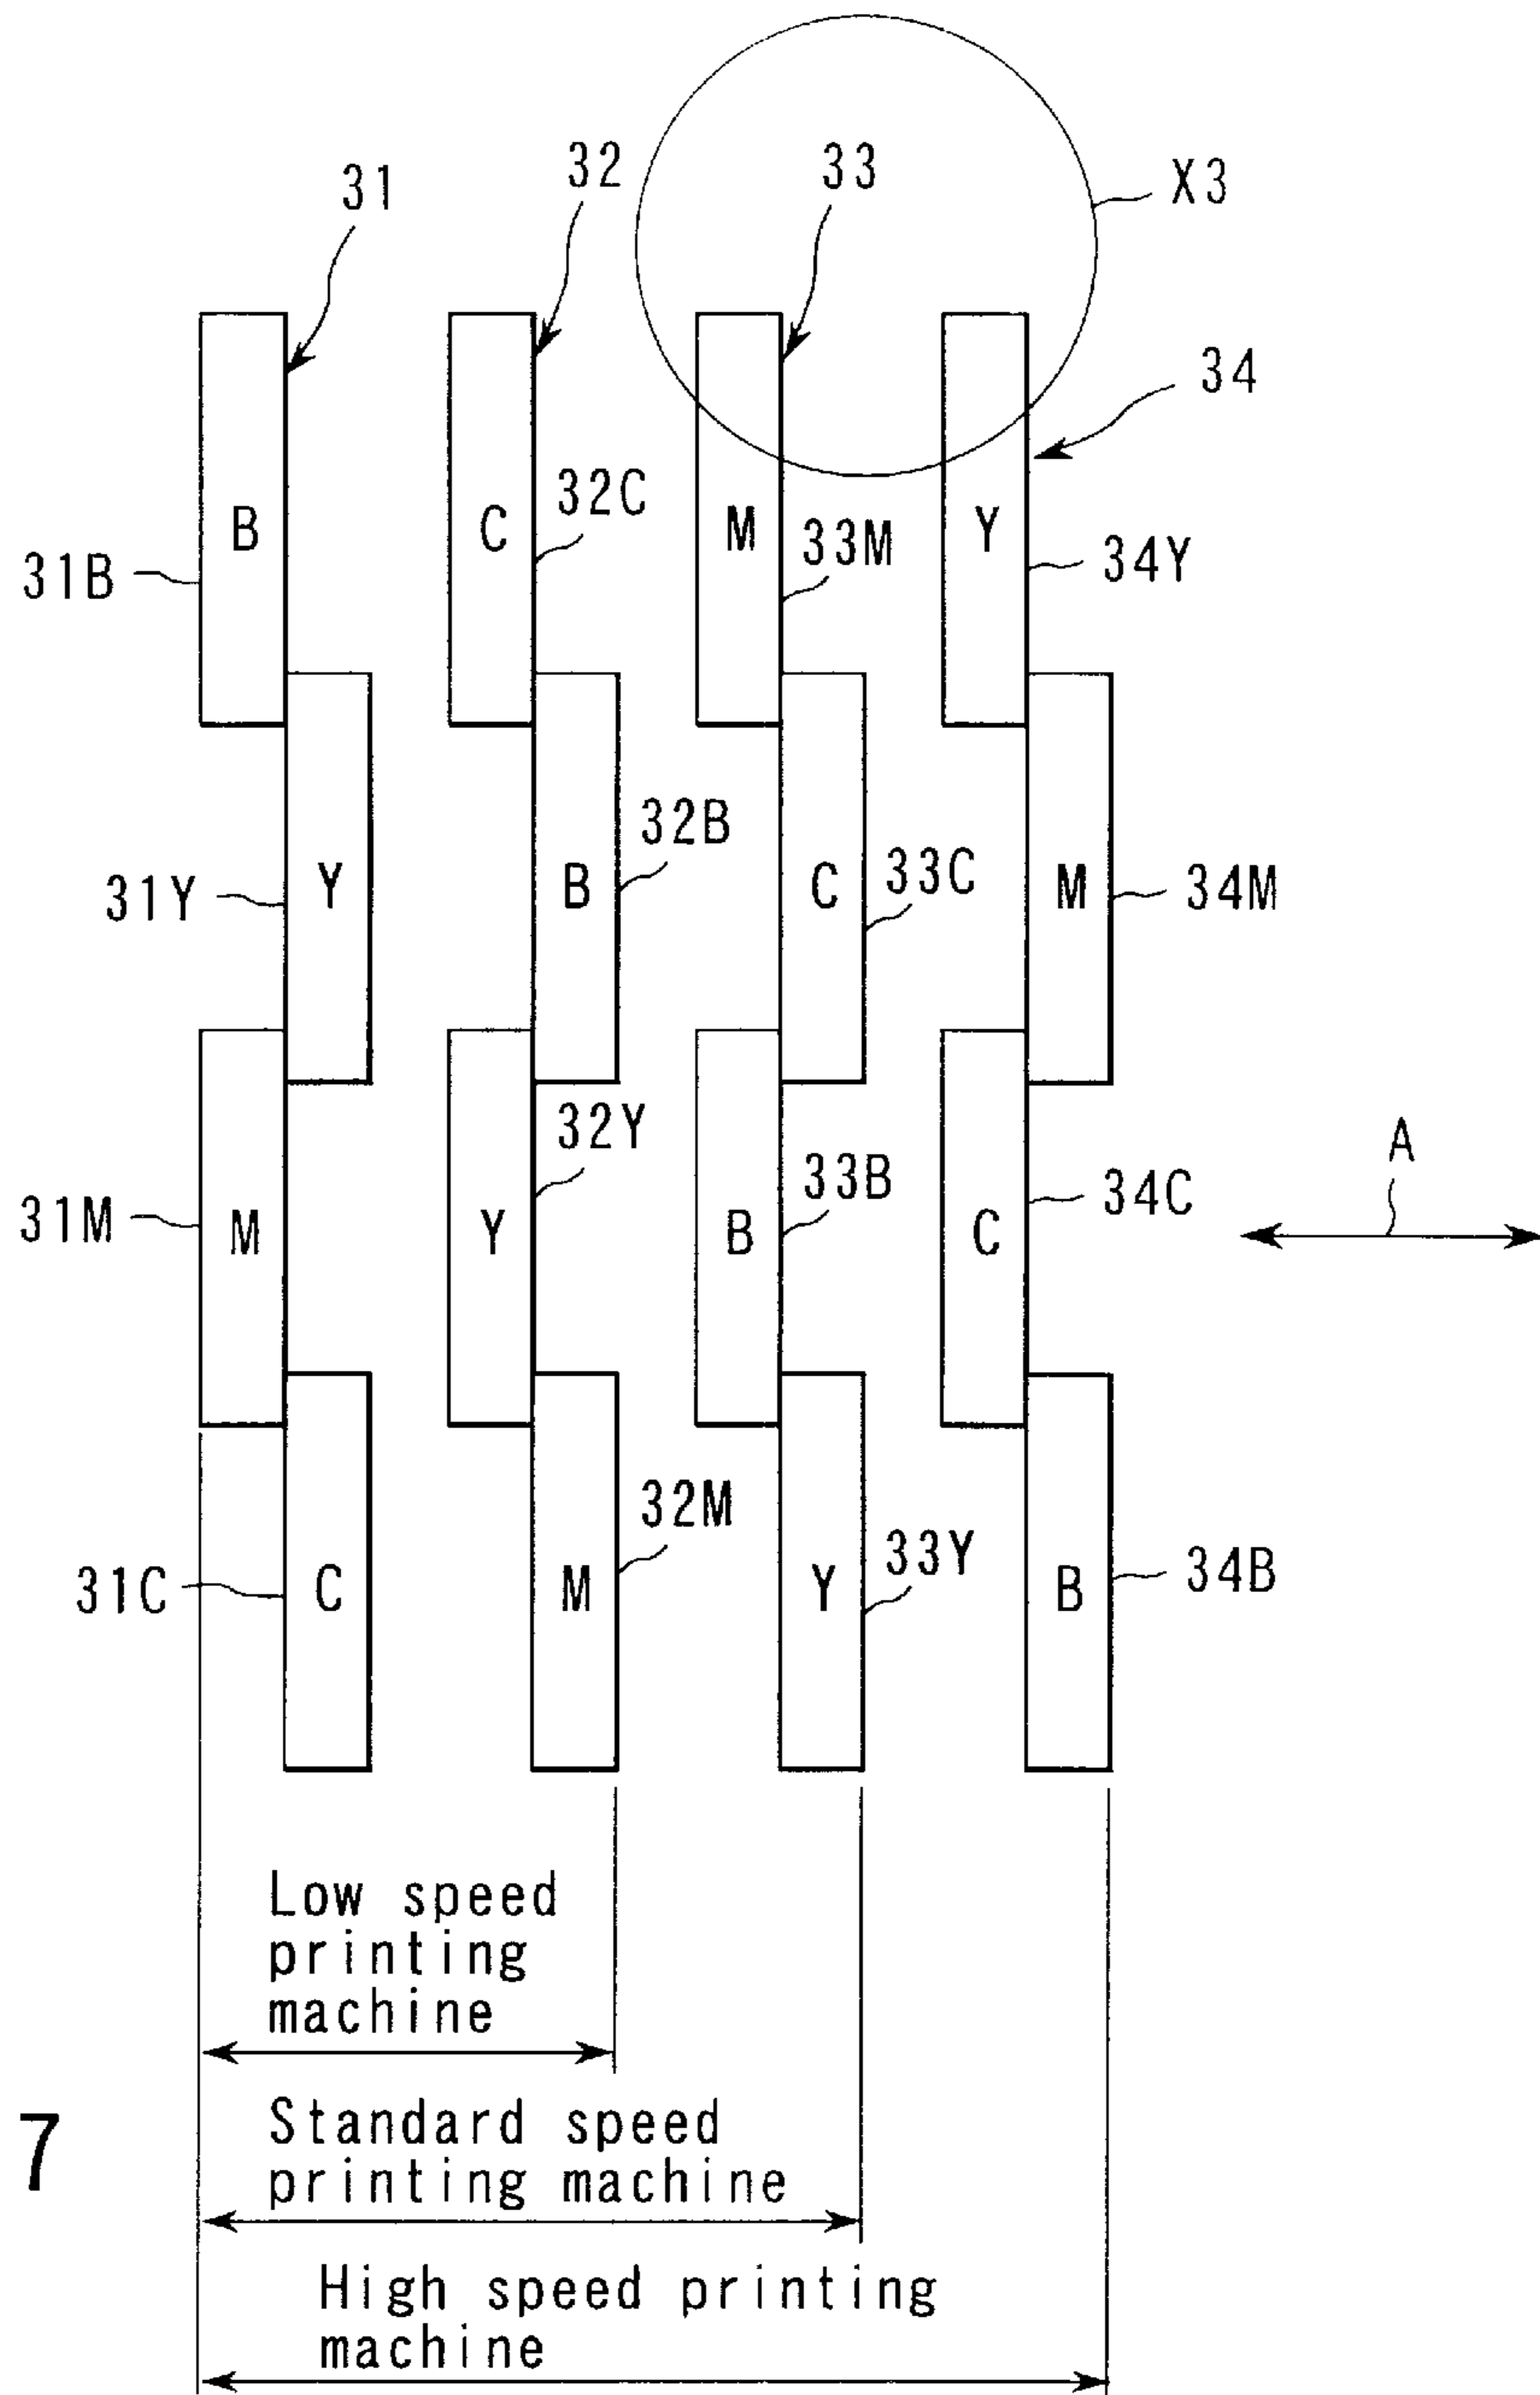 31 32 33 X3
34
B C M Y
31B 32C 33M 34Y
Y B C M
31Y 32B 33C 34M
M Y B C
31M 32Y 33B 34C A
C M Y B
31C 32M 33Y 34B
Low speed
printing
machine
Standard speed
printing machine
High speed printing
machine
7